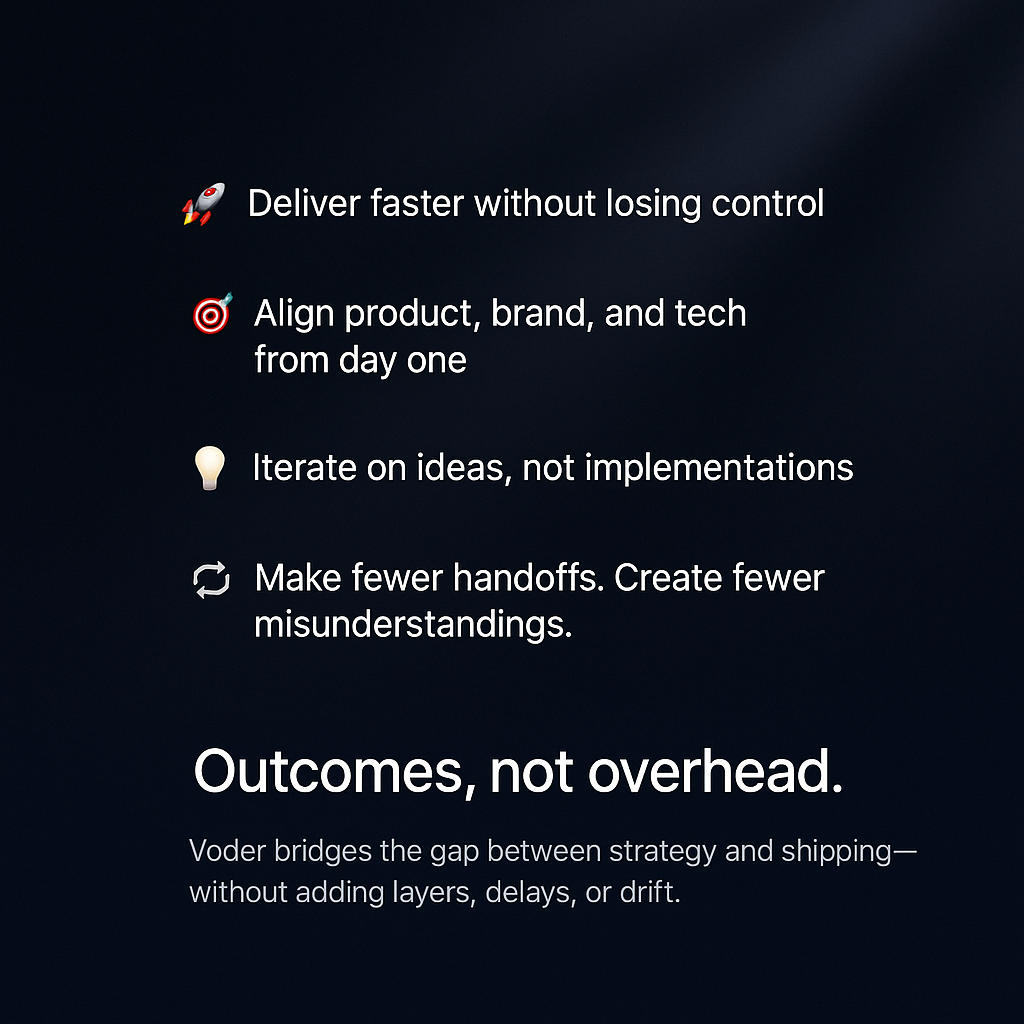 🚀 Deliver faster without losing control
🎯 Align product, brand, and tech
from day one
💡 Iterate on ideas, not implementations
🔁 Make fewer handoffs. Create fewer
misunderstandings.
Outcomes, not overhead.
Voder bridges the gap between strategy and shipping—
without adding layers, delays, or drift.